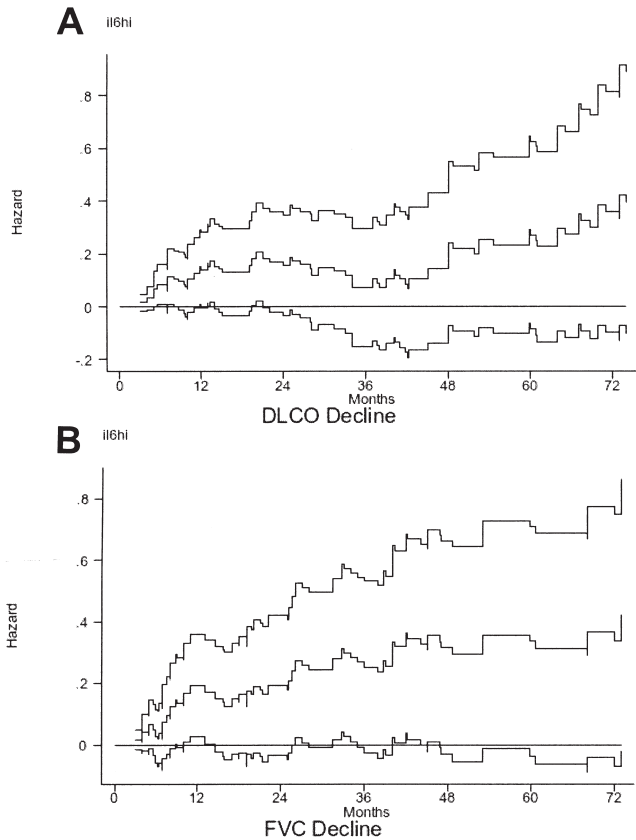 A il6hi
.8
.6
.4
.2
0
-.2
Hazard
0 12 24 36 48 60 72
Months
DLCO Decline
B il6hi
.8
.6
.4
.2
0
Hazard
0 12 24 36 48 60 72
Months
FVC Decline